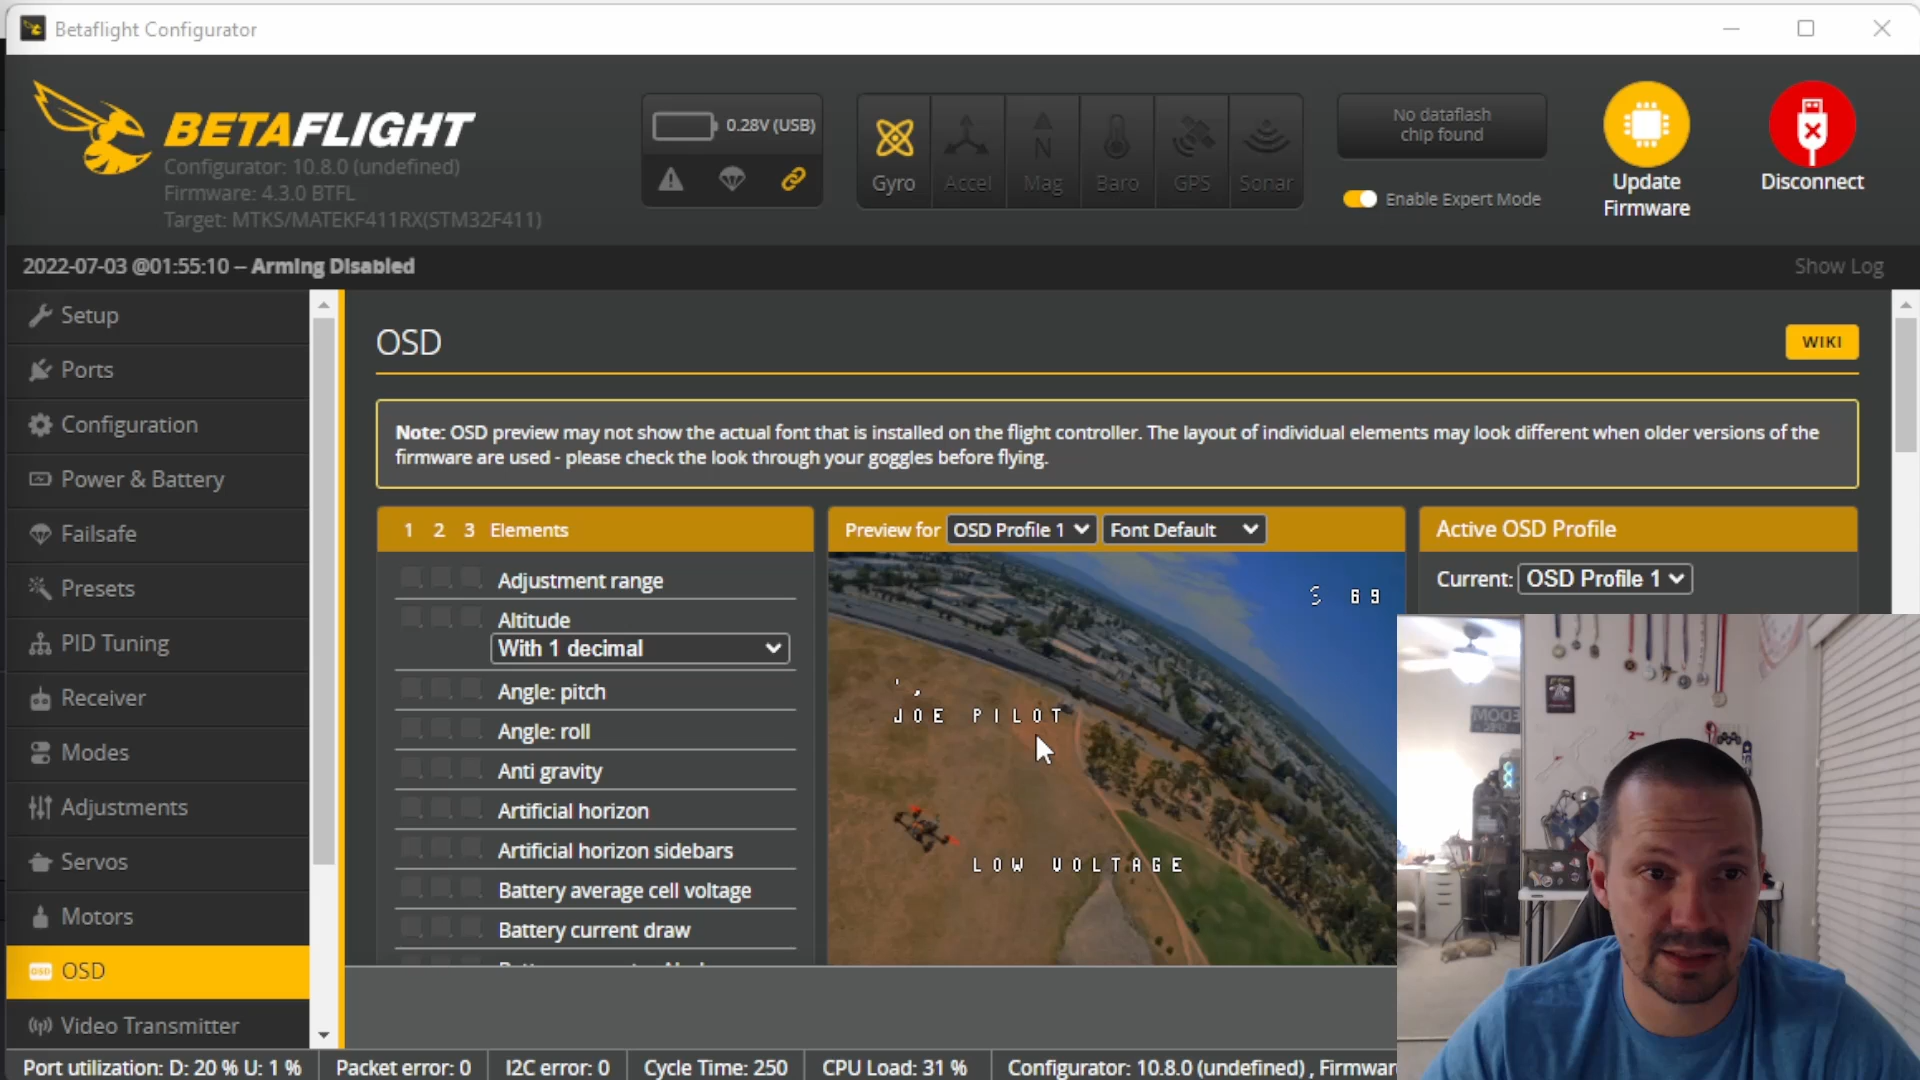 Betaflight Configurator
BETAFLIGHT
Configurator: 10.8.0 (undefined)
Firmware: 4.3.0 BTFL
Target: MTKS/MATEKF411RX(STM32F411)
0.28V (USB)
Gyro Accel Mag Baro GPS Sonar
No dataflash
chip found
Enable Expert Mode
Update
Firmware
Disconnect
2022-07-03 @01:55:10 -- Arming Disabled
Show Log
Setup
Ports
Configuration
Power & Battery
Failsafe
Presets
PID Tuning
Receiver
Modes
Adjustments
Servos
Motors
OSD OSD
Video Transmitter
OSD
WIKI
Note: OSD preview may not show the actual font that is installed on the flight controller. The layout of individual elements may look different when older versions of the
firmware are used - please check the look through your goggles before flying.
1 2 3 Elements
Adjustment range
Altitude
With 1 decimal
Angle: pitch
Angle: roll
Anti gravity
Artificial horizon
Artificial horizon sidebars
Battery average cell voltage
Battery current draw
Preview for OSD Profile 1 Font Default
69
JOE PILOT
LOW VOLTAGE
Active OSD Profile
Current: OSD Profile 1
Port utilization: D: 20 % U: 1 %
Packet error: 0
I2C error: 0
Cycle Time: 250
CPU Load: 31 %
Configurator: 10.8.0 (undefined) , Firmwar